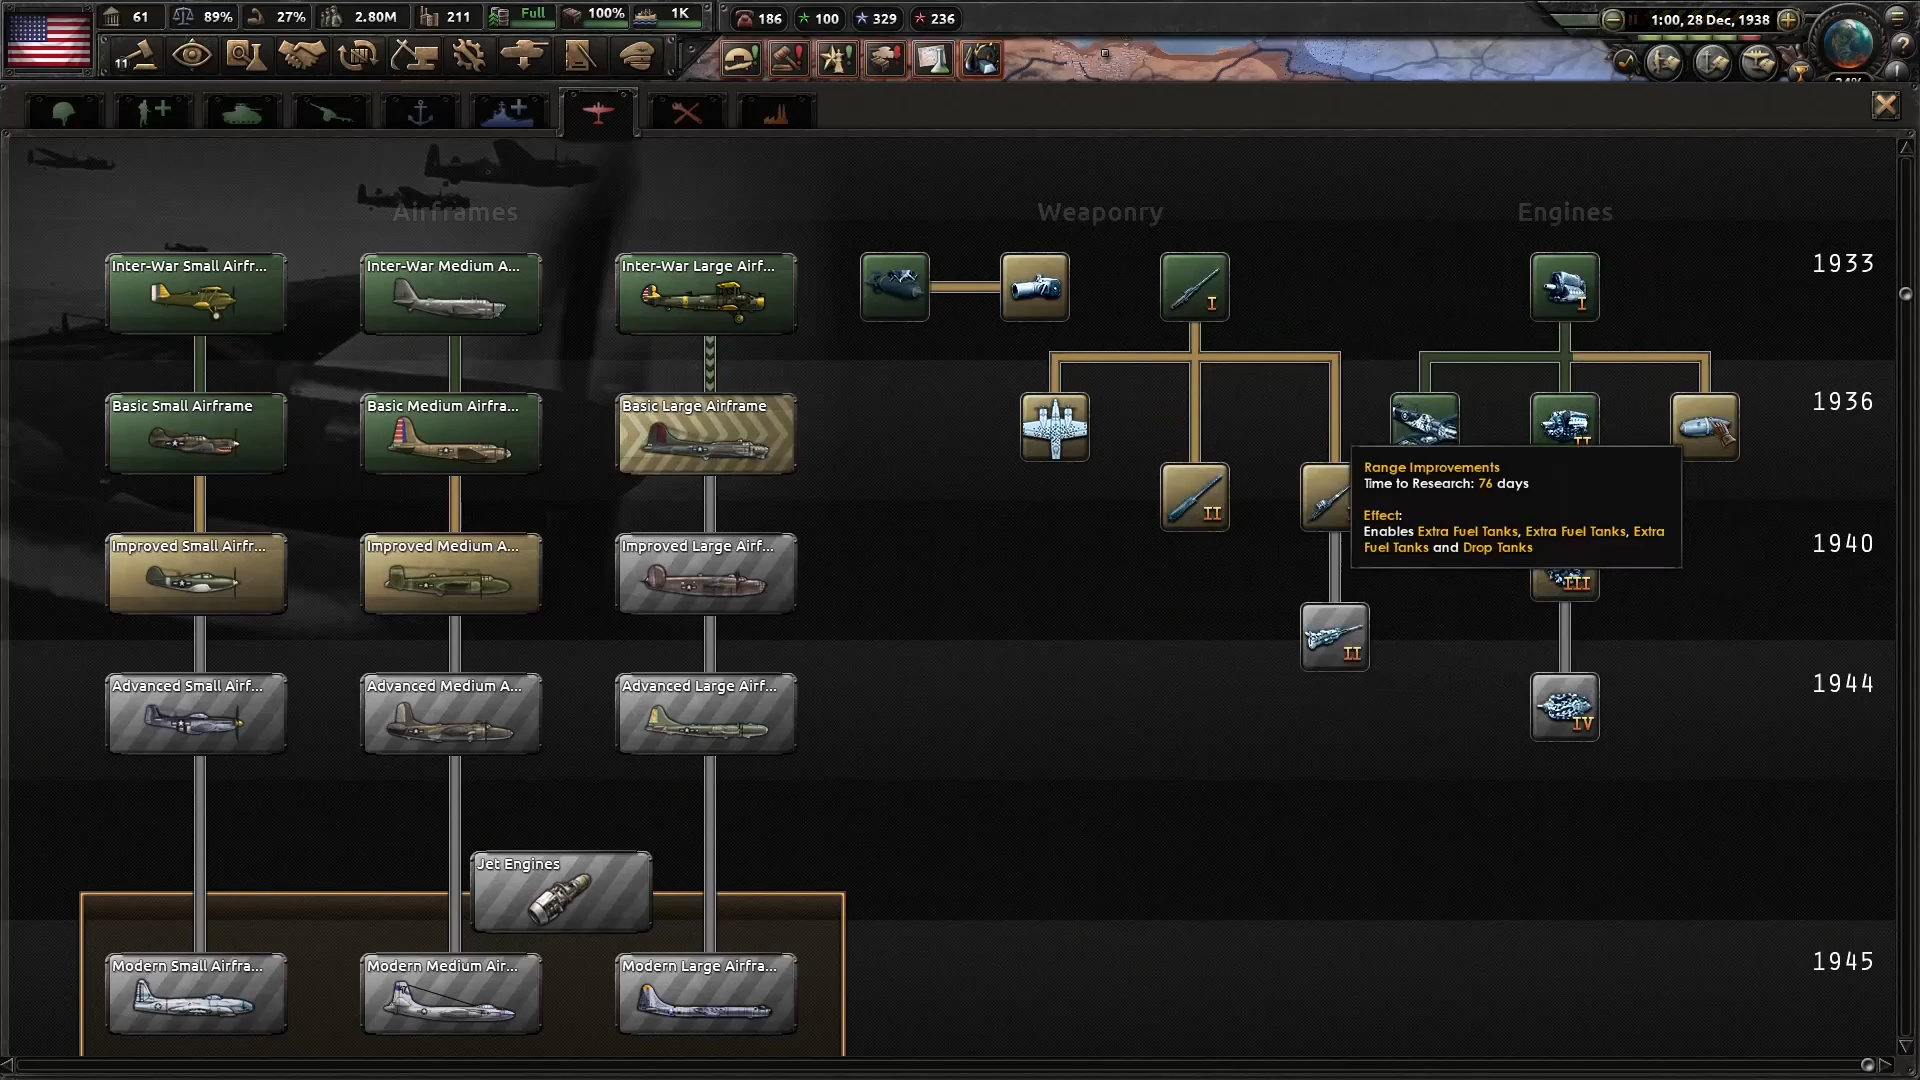 61 89% 27% 2.80M 211 Full 100% 1K 186 100 329 236 1:00, 28 Dec, 1938
11
Airframes Weaponry Engines
Inter-War Small Airfr... Inter-War Medium A... Inter-War Large Airf... 1933
I I
Basic Small Airframe Basic Medium Airfra... Basic Large Airframe 1936
II
Range Improvements
Time to Research: 76 days
Effect:
Enables Extra Fuel Tanks, Extra Fuel Tanks, Extra
Fuel Tanks and Drop Tanks
II
Improved Small Airfr... Improved Medium A... Improved Large Airf... 1940
III
II
Advanced Small Airf... Advanced Medium A... Advanced Large Airf... 1944
IV
Jet Engines
Modern Small Airfra... Modern Medium Air... Modern Large Airfra... 1945